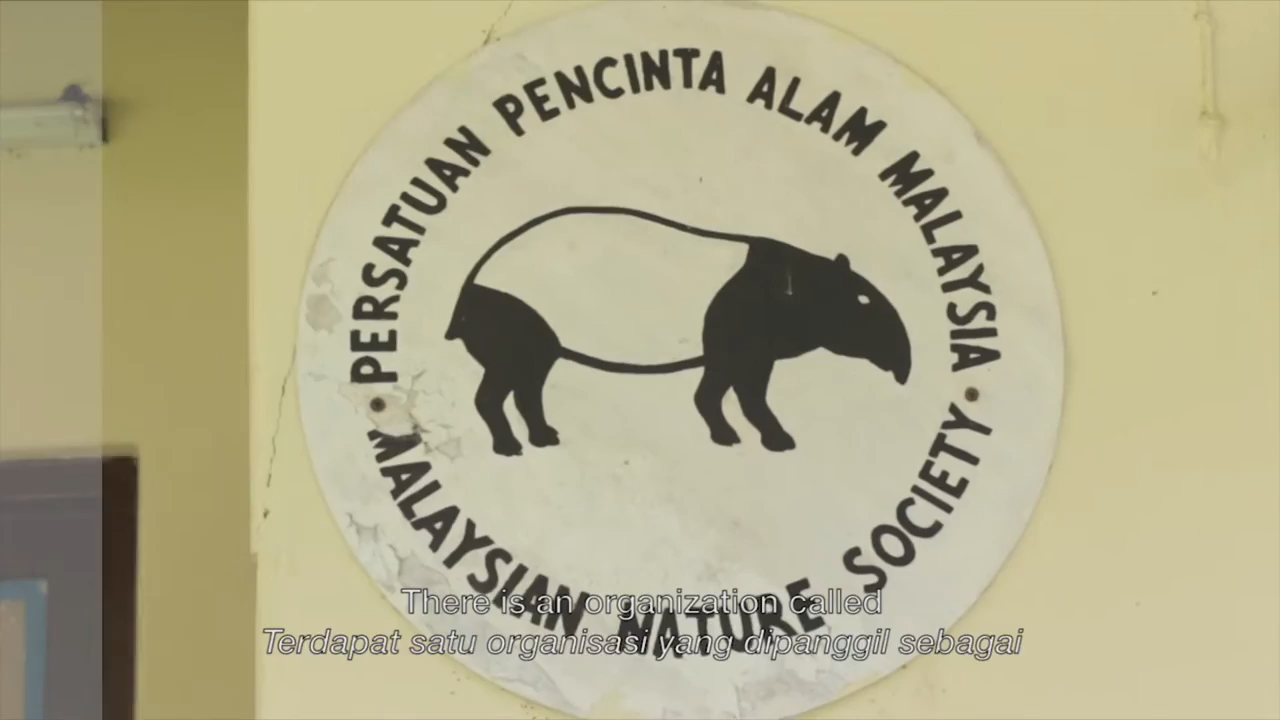 PERSATUAN PENCINTA ALAM MALAYSIA
MALAYSIAN NATURE SOCIETY
There is an organization called
Terdapat satu organisasi yang dipanggil sebagai